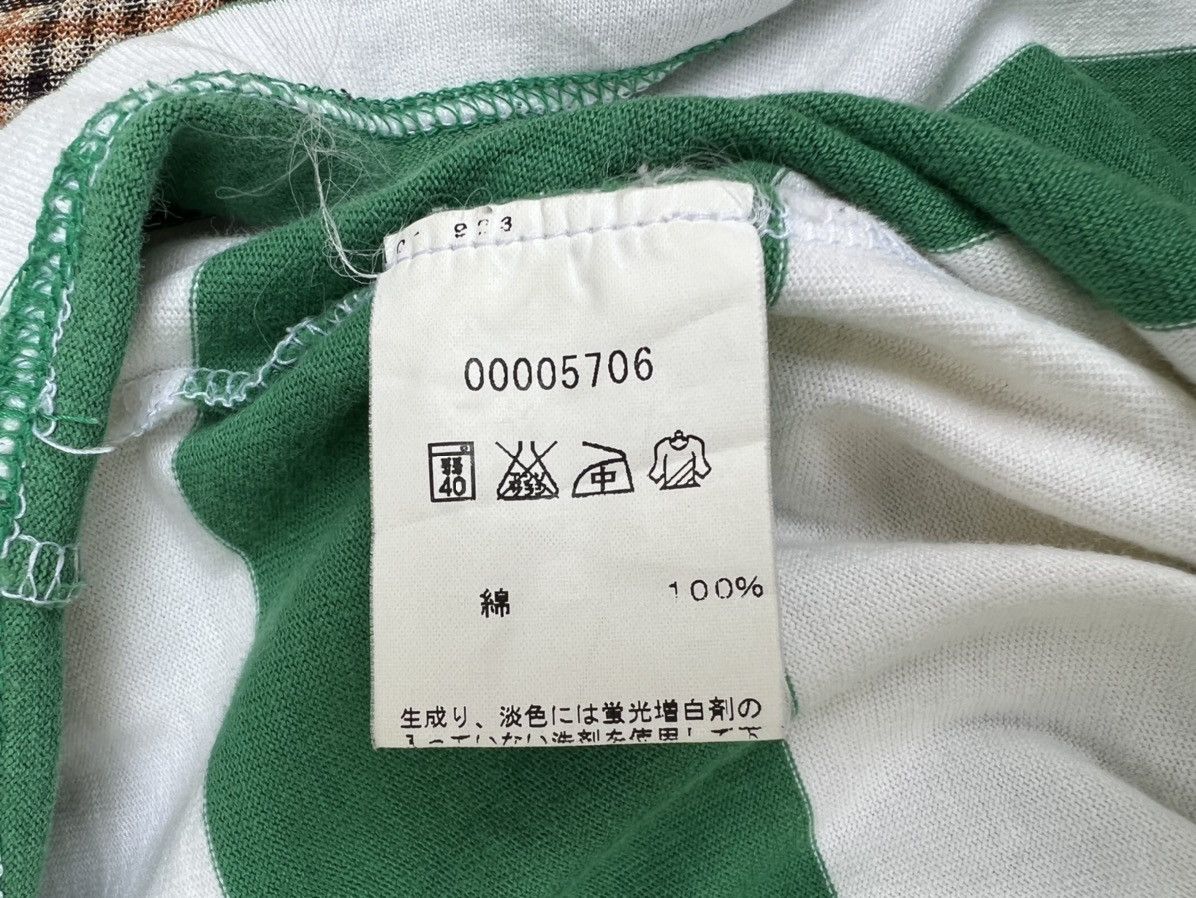 00005706
弱
40
中
綿 100%
生成り、淡色には蛍光増白剤の